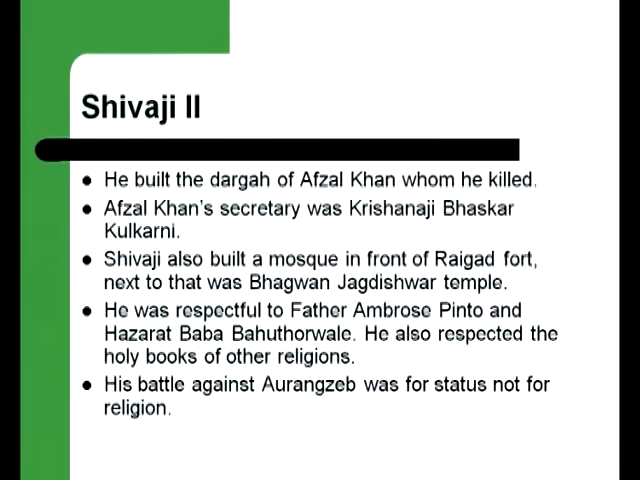 Shivaji II
● He built the dargah of Afzal Khan whom he killed.
● Afzal Khan's secretary was Krishanaji Bhaskar
Kulkarni.
● Shivaji also built a mosque in front of Raigad fort,
next to that was Bhagwan Jagdishwar temple.
● He was respectful to Father Ambrose Pinto and
Hazarat Baba Bahuthorwale. He also respected the
holy books of other religions.
● His battle against Aurangzeb was for status not for
religion.